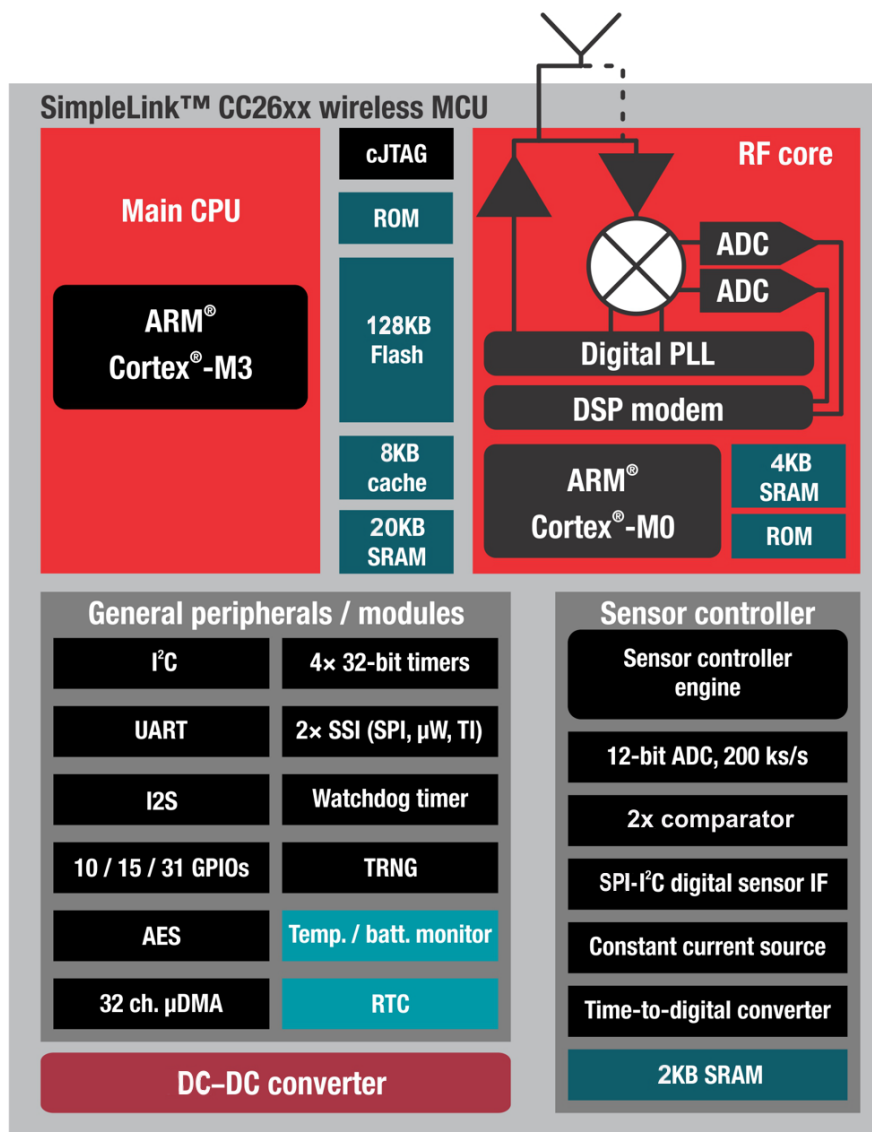 SimpleLink™ CC26xx wireless MCU
Main CPU
ARM®
Cortex®-M3
cJTAG
ROM
128KB
Flash
8KB
cache
20KB
SRAM
RF core
ADC
ADC
Digital PLL
DSP modem
ARM®
Cortex®-M0
4KB
SRAM
ROM
General peripherals / modules
I²C
4× 32-bit timers
UART
2× SSI (SPI, µW, TI)
I2S
Watchdog timer
10 / 15 / 31 GPIOs
TRNG
AES
Temp. / batt. monitor
32 ch. µDMA
RTC
DC–DC converter
Sensor controller
Sensor controller
engine
12-bit ADC, 200 ks/s
2x comparator
SPI-I²C digital sensor IF
Constant current source
Time-to-digital converter
2KB SRAM